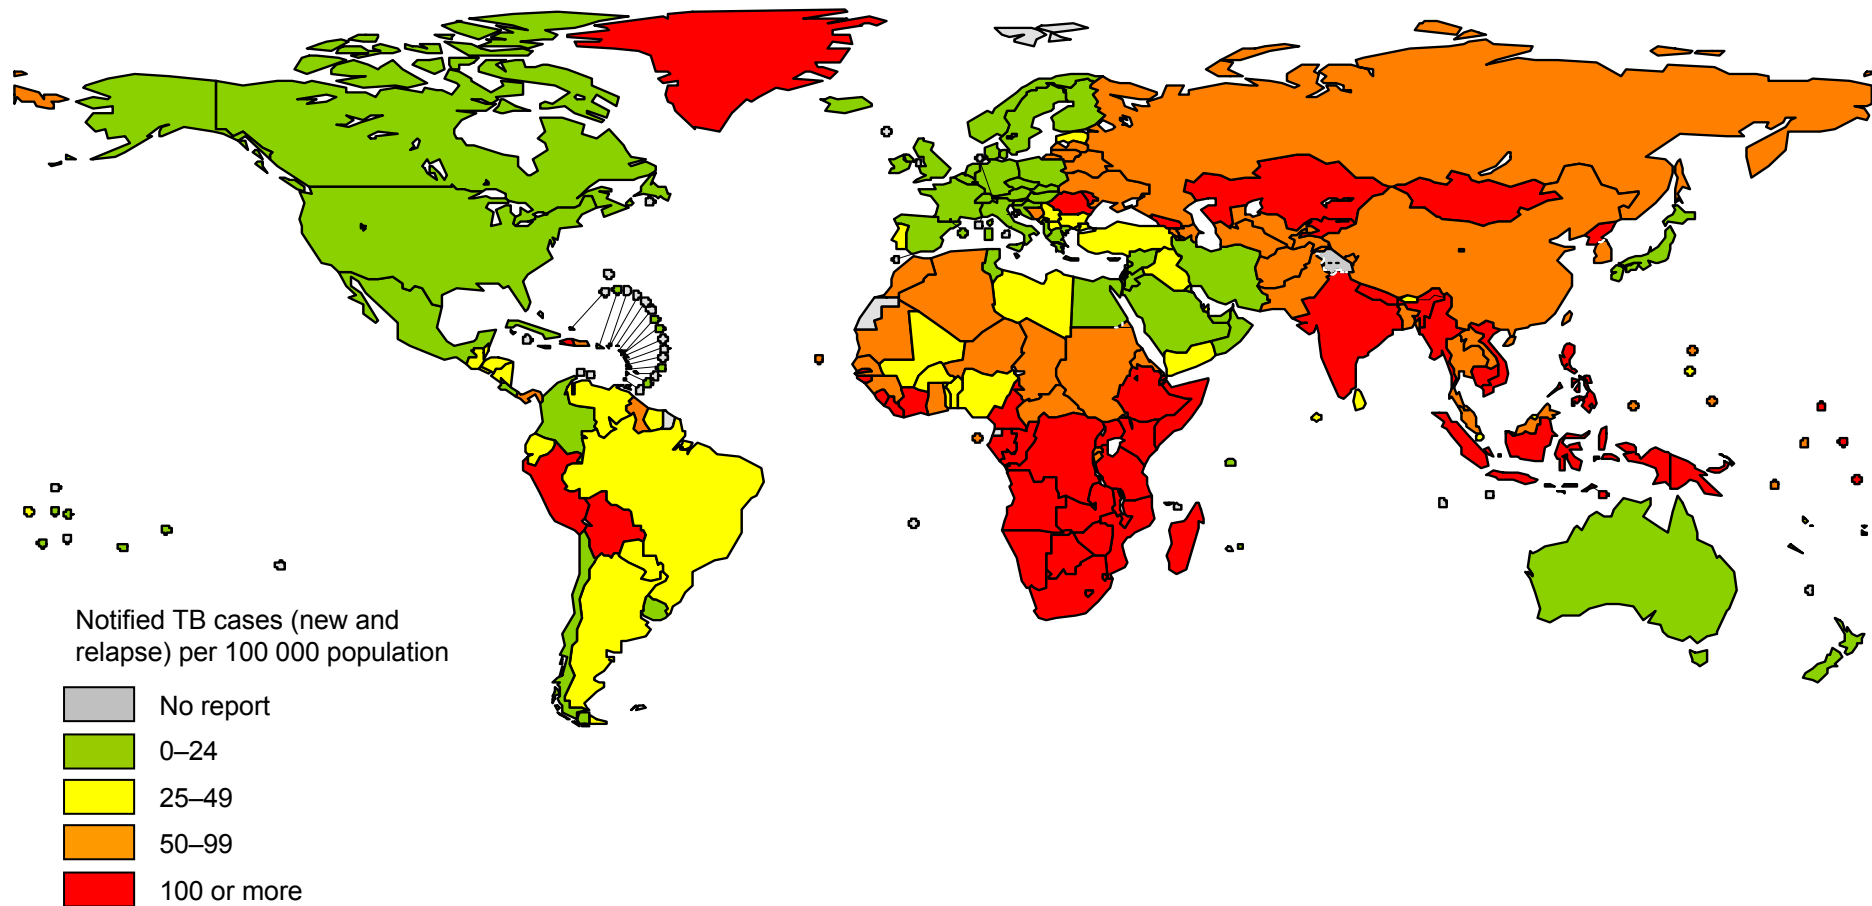 Notified TB cases (new and
relapse) per 100 000 population
No report
0–24
25–49
50–99
100 or more